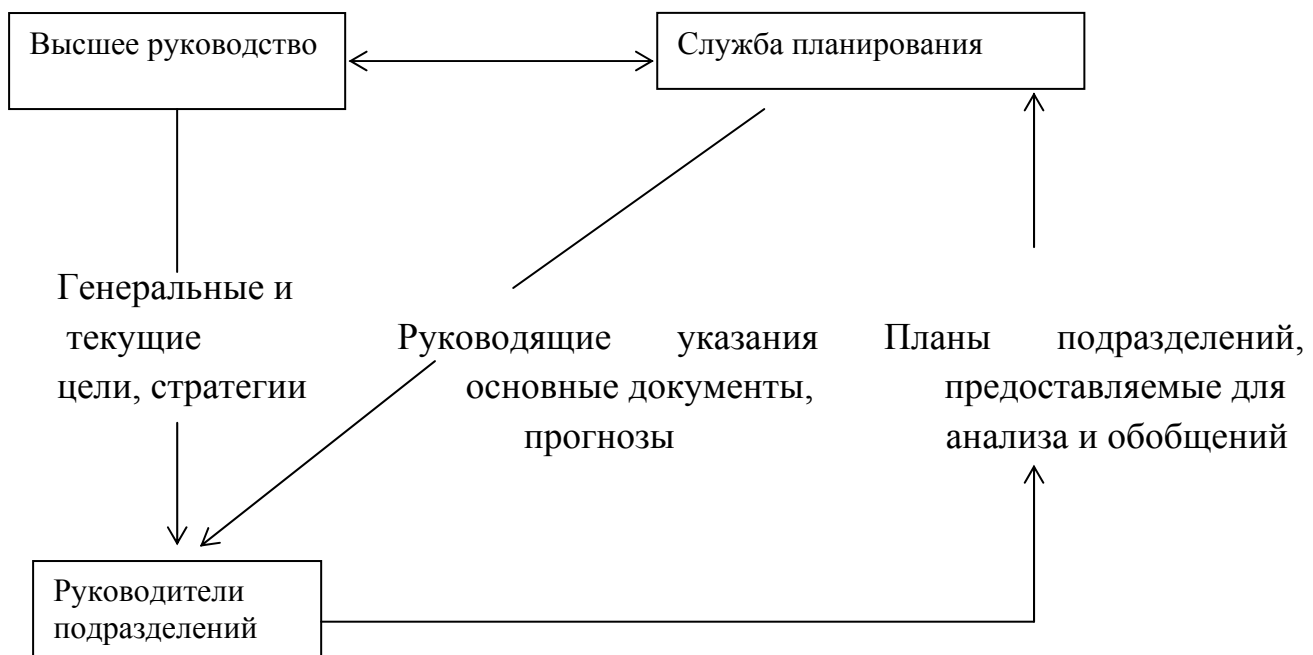 Высшее руководство
Служба планирования
Генеральные и
текущие
цели, стратегии
Руководящие указания
основные документы,
прогнозы
Планы подразделений,
предоставляемые для
анализа и обобщений
Руководители
подразделений